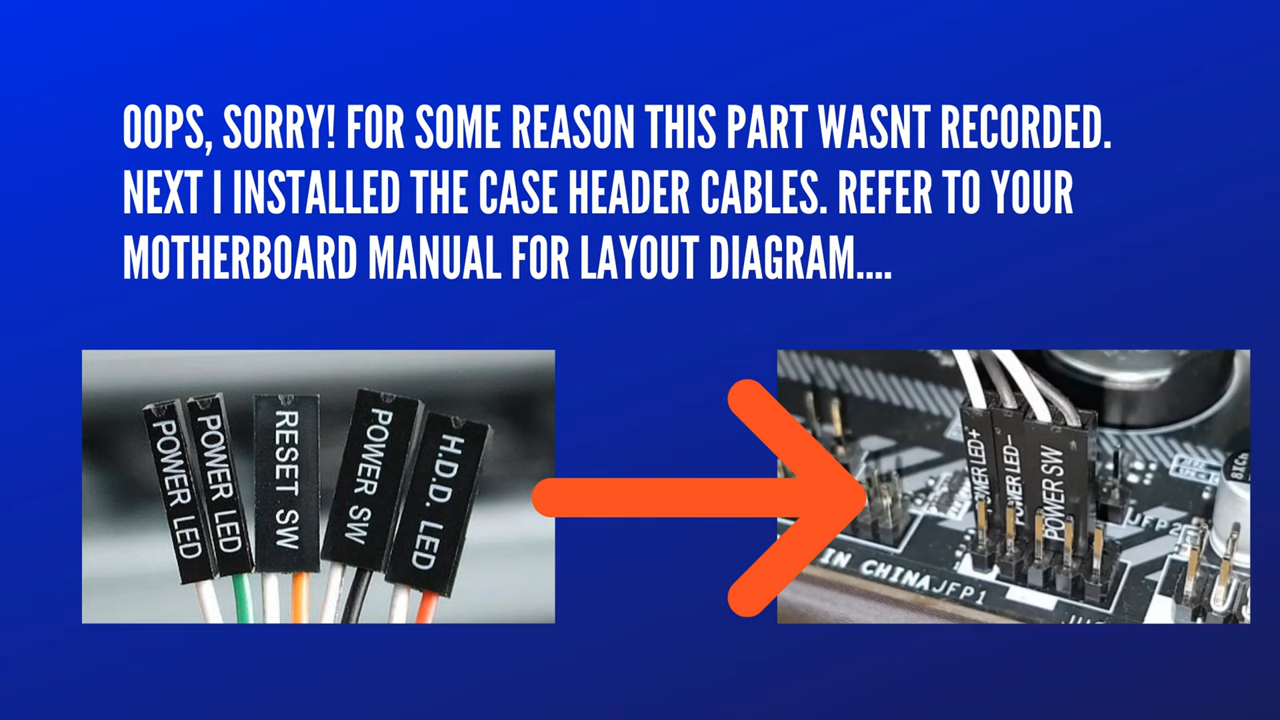 OOPS, SORRY! FOR SOME REASON THIS PART WASNT RECORDED.
NEXT I INSTALLED THE CASE HEADER CABLES. REFER TO YOUR
MOTHERBOARD MANUAL FOR LAYOUT DIAGRAM....
POWER LED
POWER LED
RESET SW
POWER SW
H.D.D. LED
POWER LED-
POWER SW
JFP2
IN CHINA
JFP1